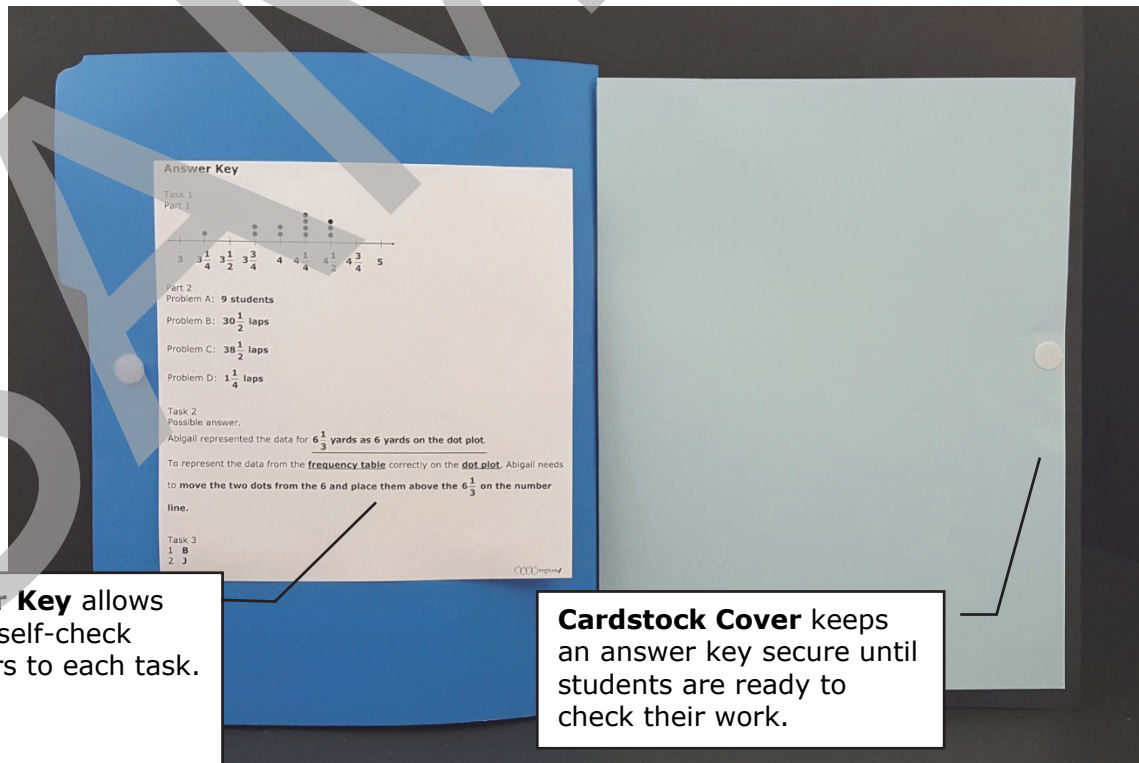 Answer Key
Task 1
Part 1
3 3 1/4 3 1/2 3 3/4 4 4 1/4 4 1/2 4 3/4 5
Part 2
Problem A: 9 students
Problem B: 30 1/2 laps
Problem C: 38 1/2 laps
Problem D: 1 1/4 laps
Task 2
Possible answer.
Abigail represented the data for 6 1/3 yards as 6 yards on the dot plot.
To represent the data from the frequency table correctly on the dot plot, Abigail needs
to move the two dots from the 6 and place them above the 6 1/3 on the number
line.
Task 3
1 B
2 J
region4
Key allows
self-check
to each task.
Cardstock Cover keeps
an answer key secure until
students are ready to
check their work.